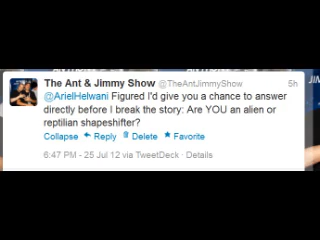 The Ant & Jimmy Show @TheAntJimmyShow 5h
@ArielHelwani Figured I'd give you a chance to answer
directly before I break the story: Are YOU an alien or
reptilian shapeshifter?
Collapse Reply Delete Favorite
6:47 PM - 25 Jul 12 via TweetDeck · Details